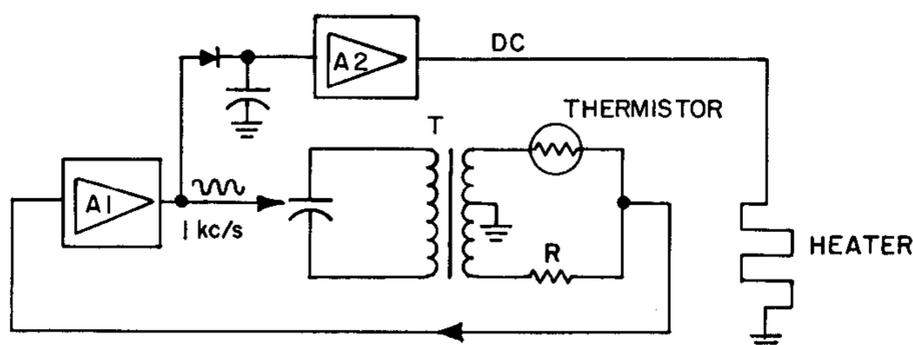 A2
DC
THERMISTOR
T
A1
1 kc/s
R
HEATER